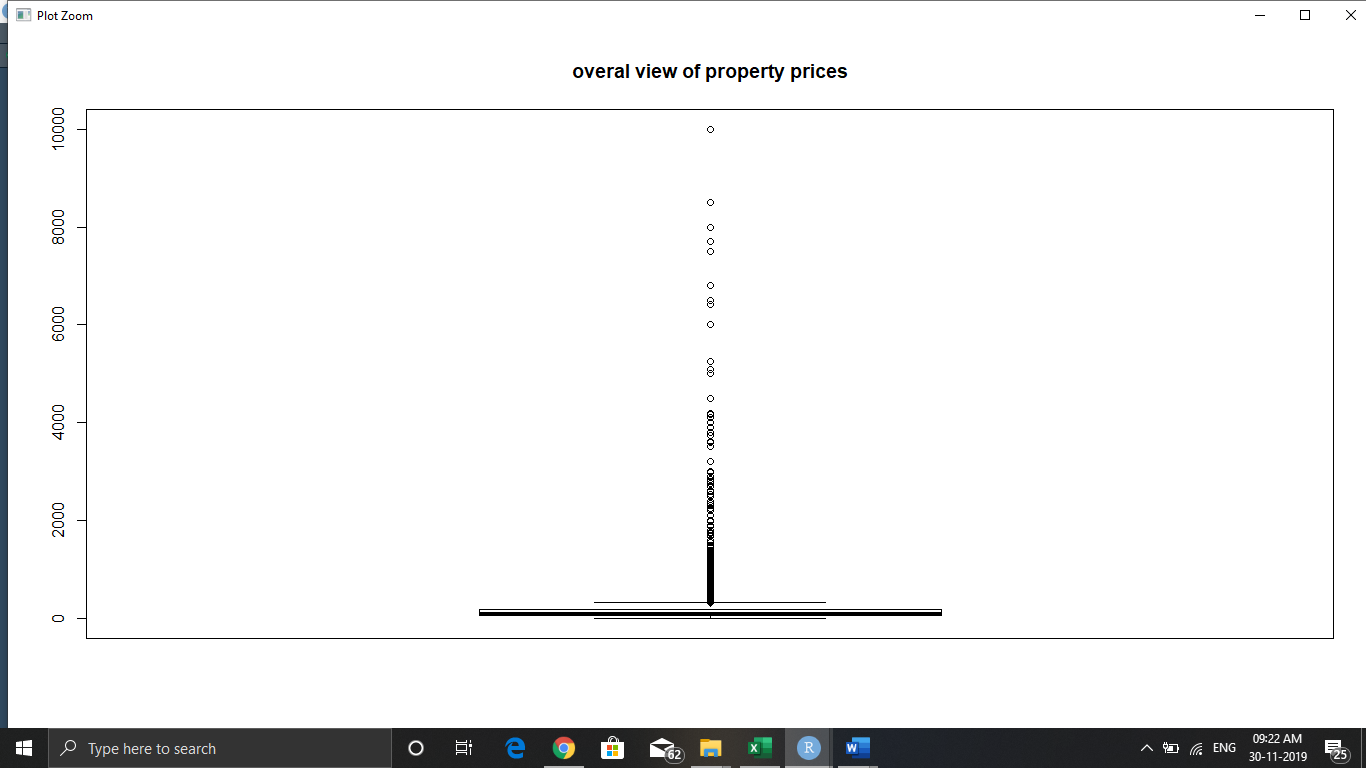 Plot Zoom
overal view of property prices
10000
8000
6000
4000
2000
0
Type here to search
62
ENG
09:22 AM
30-11-2019
25